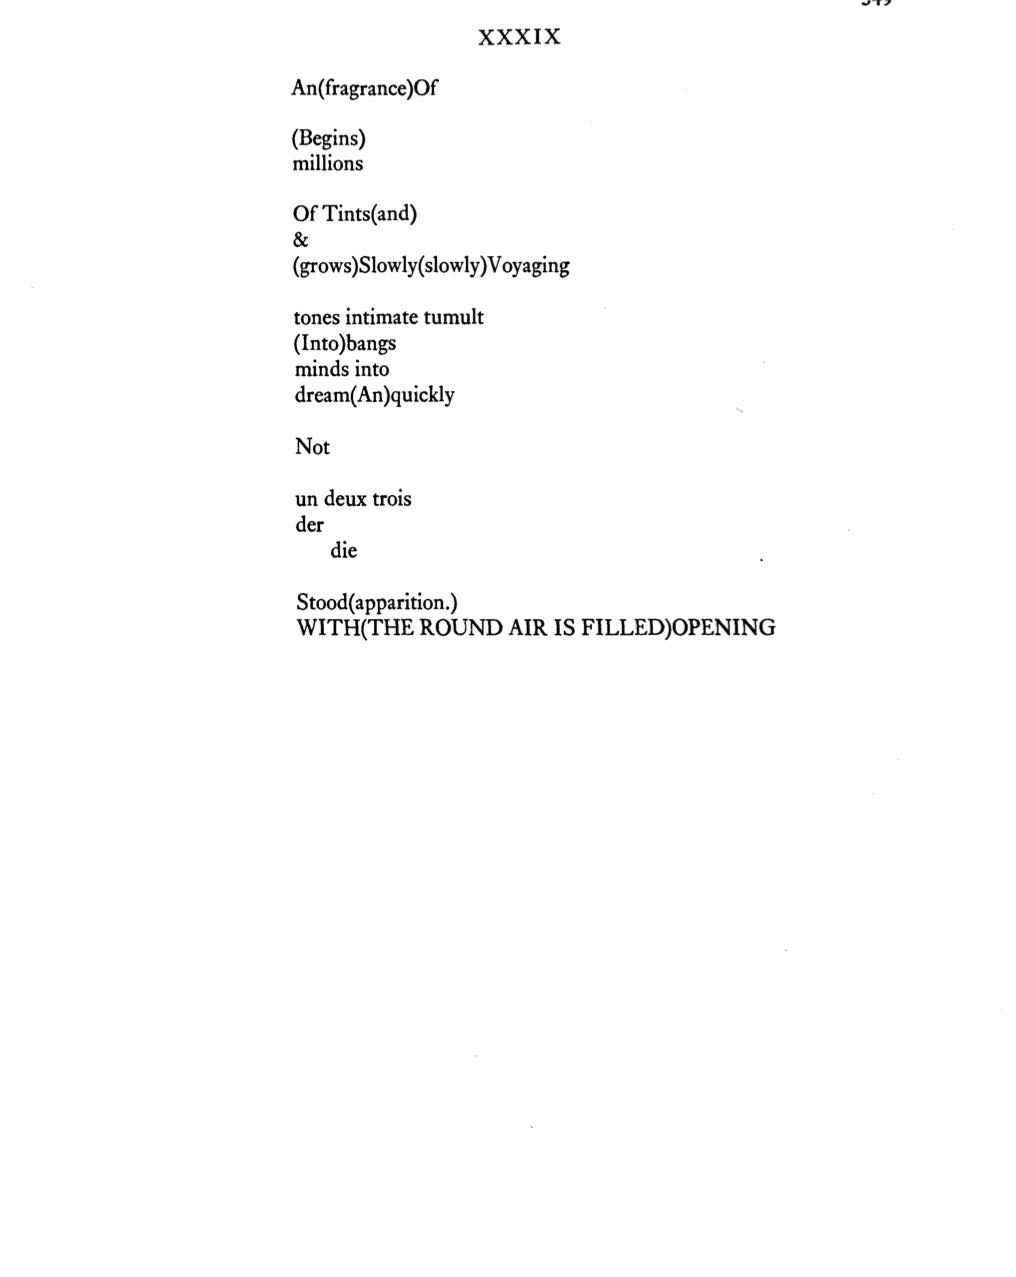 XXXIX
An(fragrance)Of
(Begins)
millions
Of Tints(and)
&
(grows)Slowly(slowly)Voyaging
tones intimate tumult
(Into)bangs
minds into
dream(An)quickly
Not
un deux trois
der
die
Stood(apparition.)
WITH(THE ROUND AIR IS FILLED)OPENING